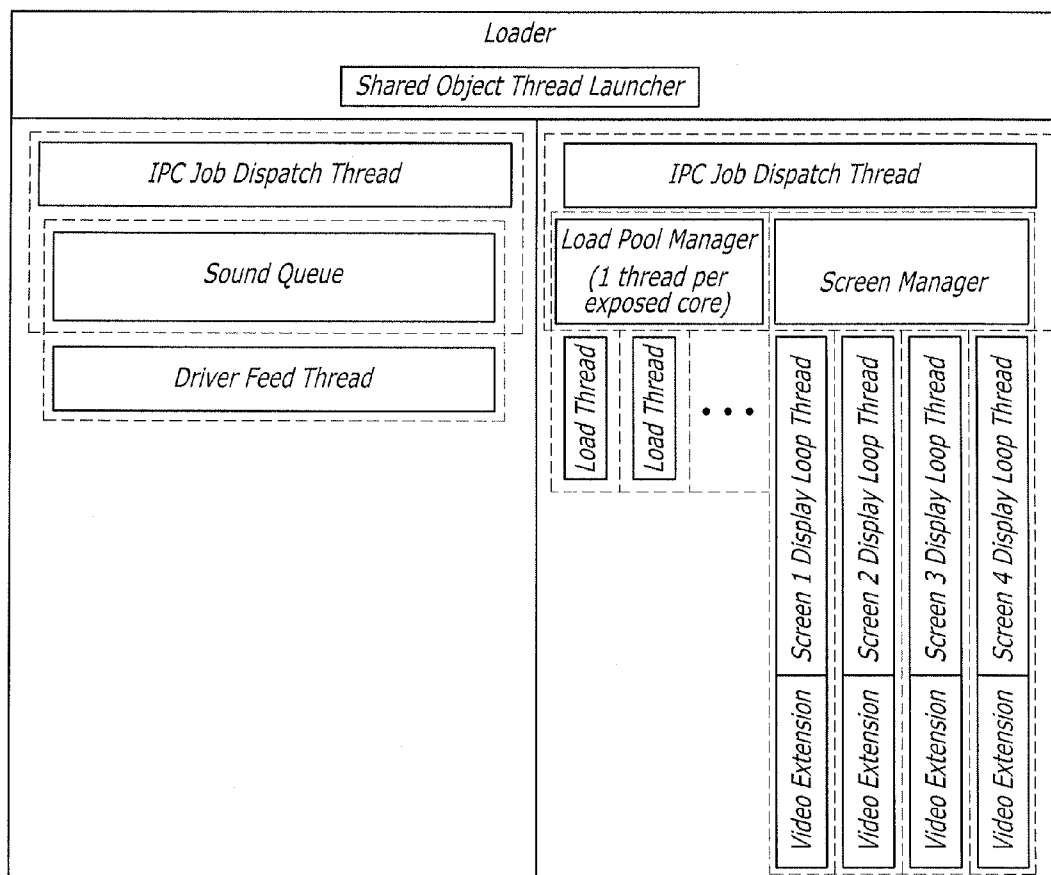 Loader
Shared Object Thread Launcher
IPC Job Dispatch Thread
Sound Queue
Driver Feed Thread
IPC Job Dispatch Thread
Load Pool Manager
(1 thread per
exposed core)
Screen Manager
Load Thread
Load Thread
• • •
Screen 1 Display Loop Thread
Screen 2 Display Loop Thread
Screen 3 Display Loop Thread
Screen 4 Display Loop Thread
Video Extension
Video Extension
Video Extension
Video Extension